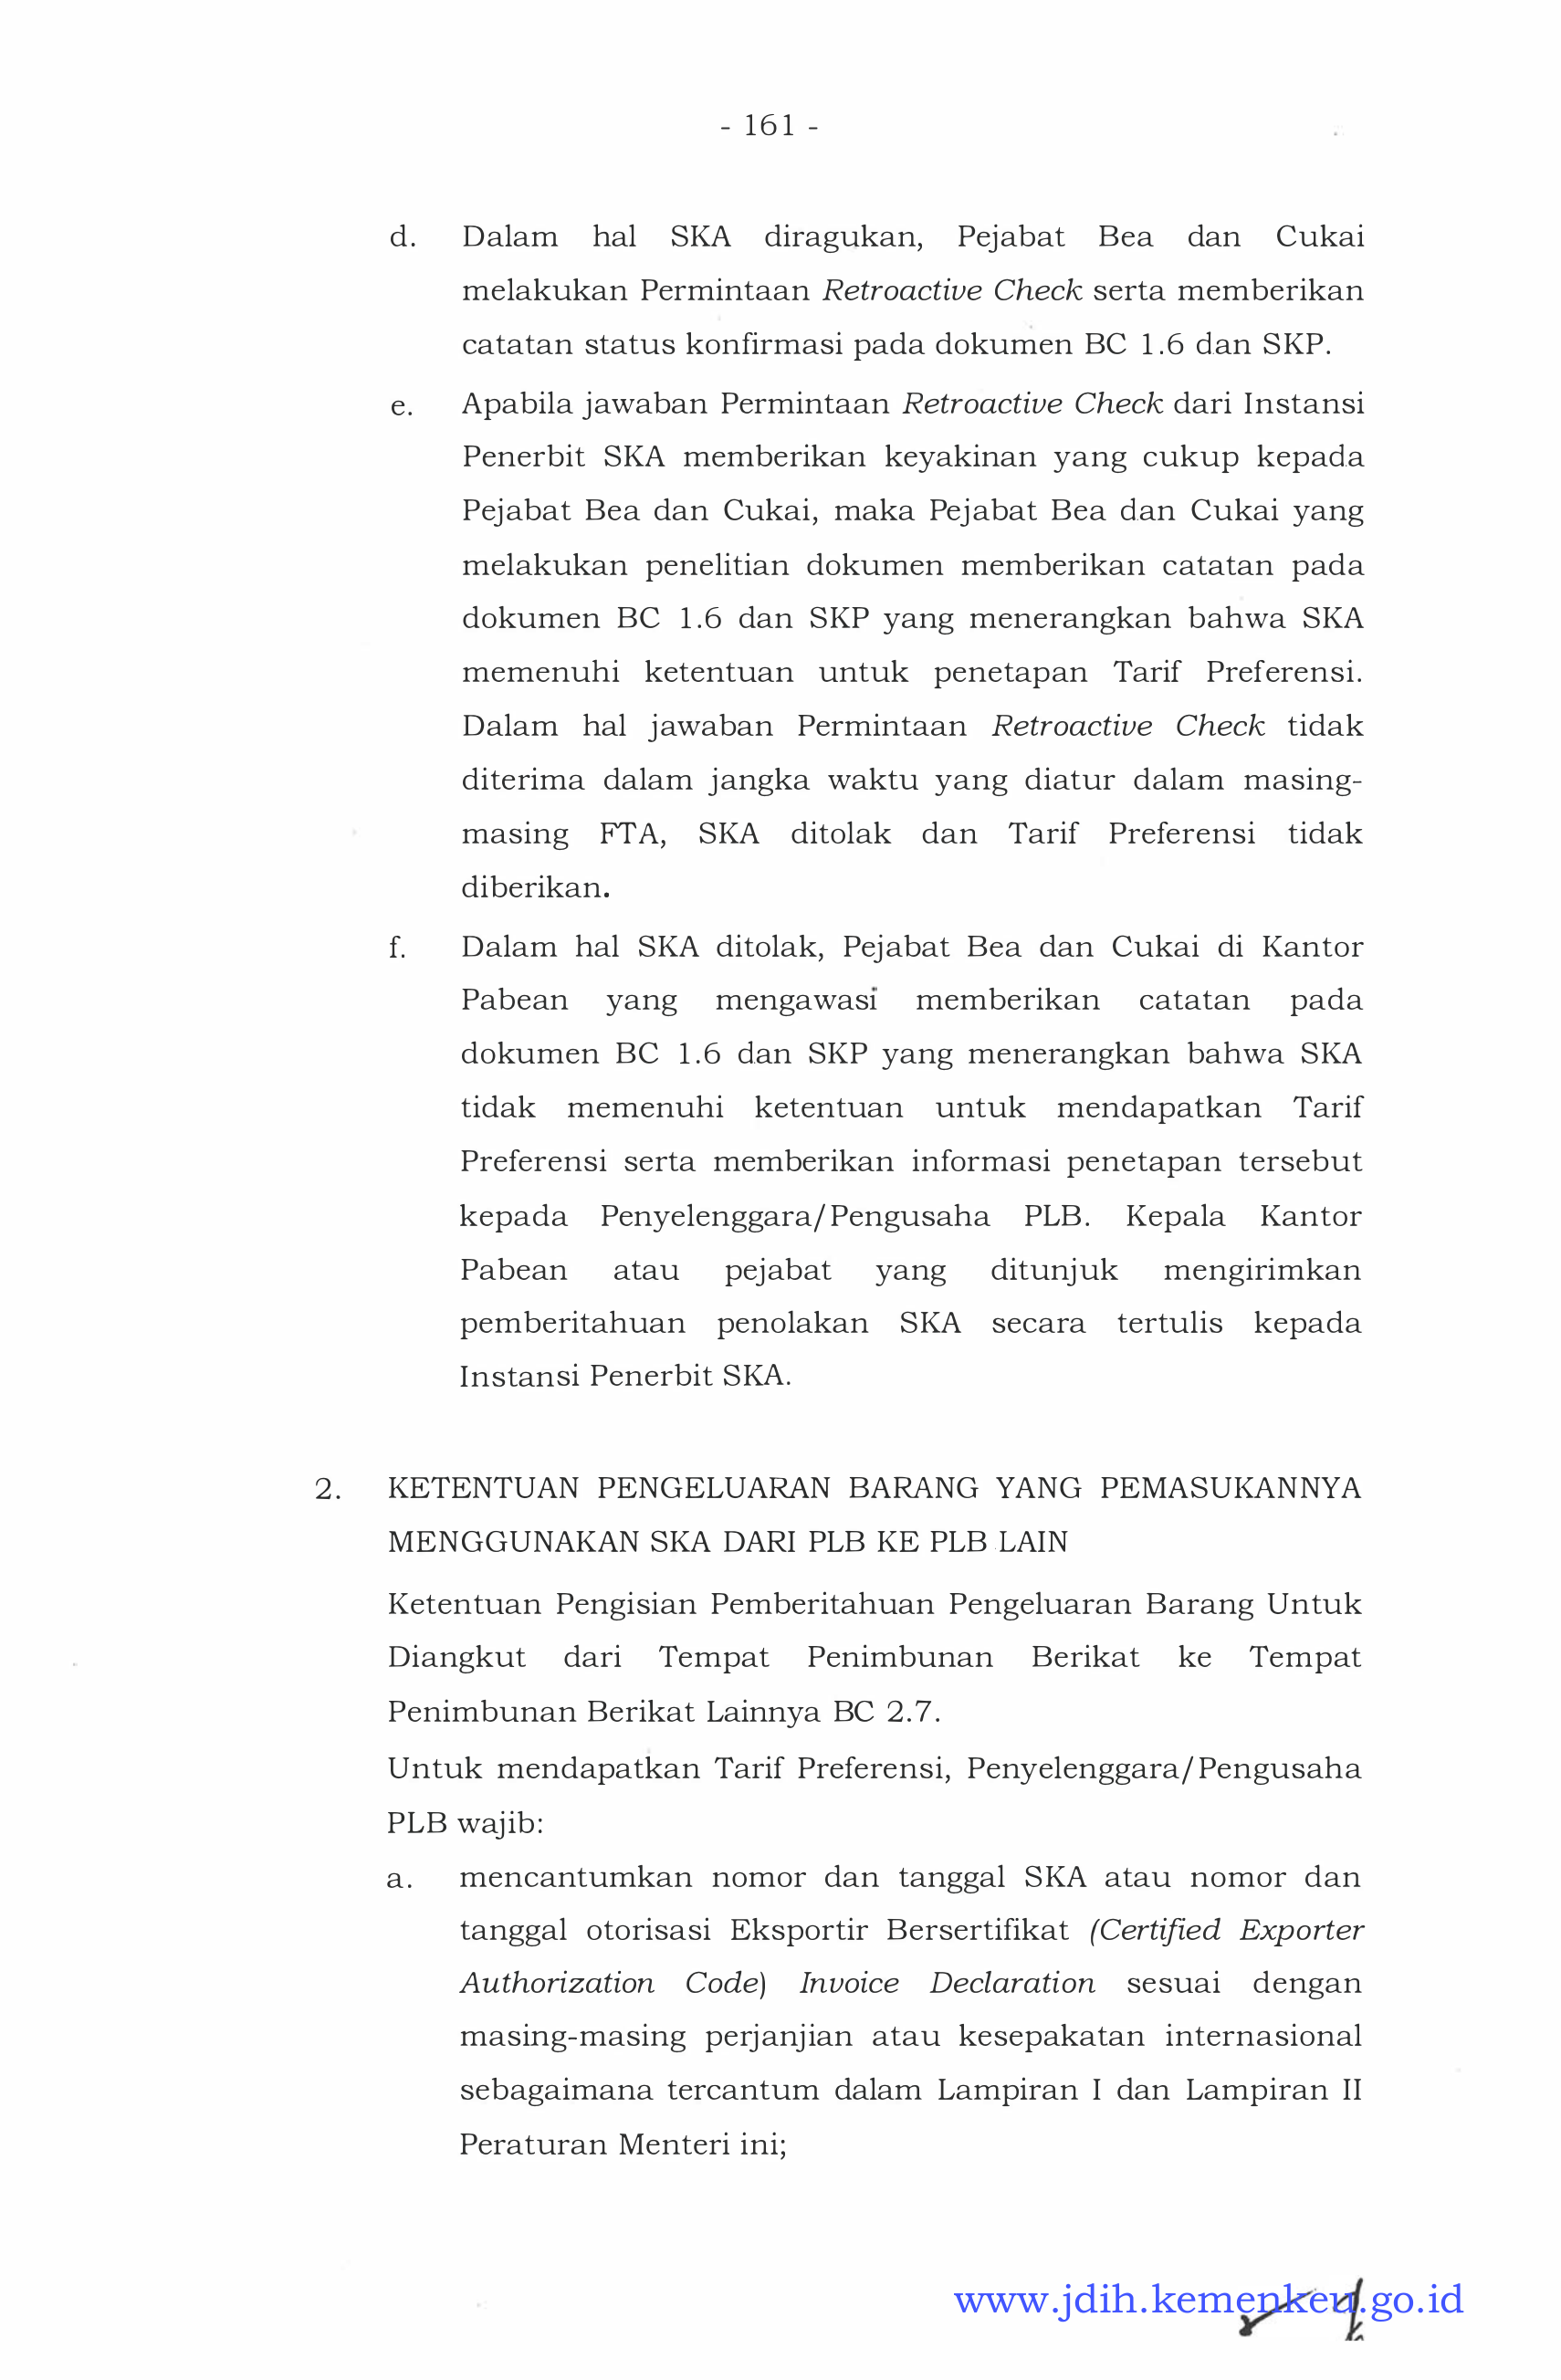 - 161 -
d. Dalam hal SKA diragukan, Pejabat Bea dan Cukai
melakukan Permintaan Retroactive Check serta memberikan
catatan status konfirmasi pada dokumen BC 1.6 dan SKP.
e. Apabila jawaban Permintaan Retroactive Check dari Instansi
Penerbit SKA memberikan keyakinan yang cukup kepada
Pejabat Bea dan Cukai, maka Pejabat Bea dan Cukai yang
melakukan penelitian dokumen memberikan catatan pada
dokumen BC 1.6 dan SKP yang menerangkan bahwa SKA
memenuhi ketentuan untuk penetapan Tarif Preferensi.
Dalam hal jawaban Permintaan Retroactive Check tidak
diterima dalam jangka waktu yang diatur dalam masing-
masing FTA, SKA ditolak dan Tarif Preferensi tidak
diberikan.
f. Dalam hal SKA ditolak, Pejabat Bea dan Cukai di Kantor
Pabean yang mengawasi memberikan catatan pada
dokumen BC 1.6 dan SKP yang menerangkan bahwa SKA
tidak memenuhi ketentuan untuk mendapatkan Tarif
Preferensi serta memberikan informasi penetapan tersebut
kepada Penyelenggara/Pengusaha PLB. Kepala Kantor
Pabean atau pejabat yang ditunjuk mengirimkan
pemberitahuan penolakan SKA secara tertulis kepada
Instansi Penerbit SKA.
2. KETENTUAN PENGELUARAN BARANG YANG PEMASUKANNYA
MENGGUNAKAN SKA DARI PLB KE PLB LAIN
Ketentuan Pengisian Pemberitahuan Pengeluaran Barang Untuk
Diangkut dari Tempat Penimbunan Berikat ke Tempat
Penimbunan Berikat Lainnya BC 2.7.
Untuk mendapatkan Tarif Preferensi, Penyelenggara/Pengusaha
PLB wajib:
a. mencantumkan nomor dan tanggal SKA atau nomor dan
tanggal otorisasi Eksportir Bersertifikat (Certified Exporter
Authorization Code) Invoice Declaration sesuai dengan
masing-masing perjanjian atau kesepakatan internasional
sebagaimana tercantum dalam Lampiran I dan Lampiran II
Peraturan Menteri ini;
www.jdih.kemenkeu.go.id